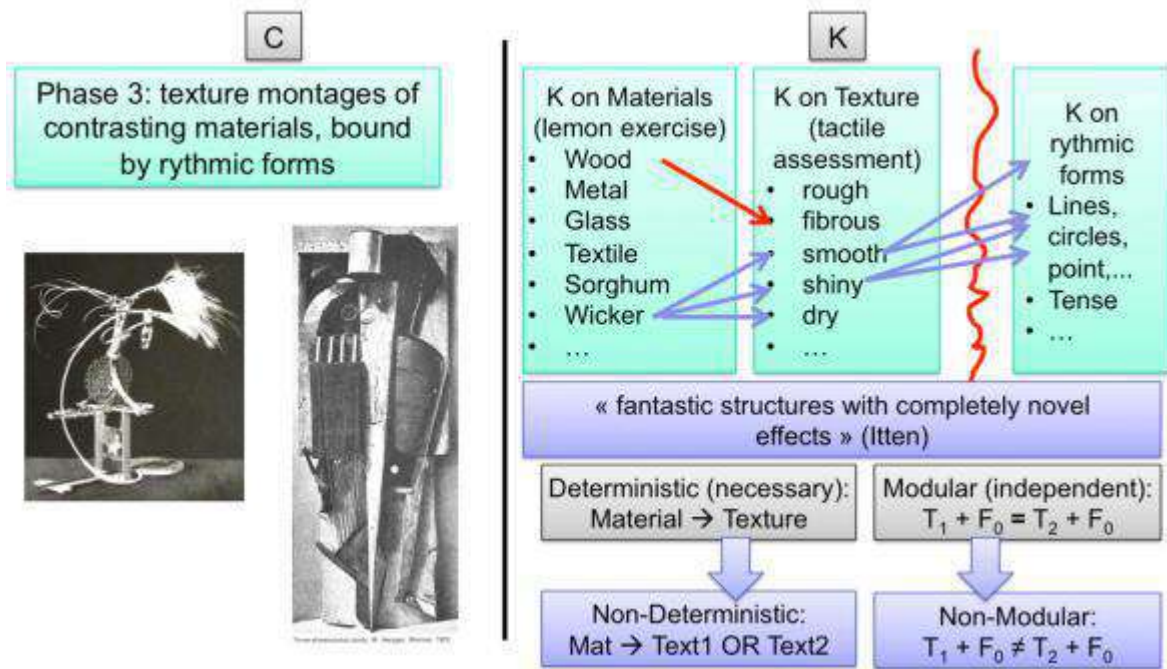 C
Phase 3: texture montages of
contrasting materials, bound
by rythmic forms
K
K on Materials
(lemon exercise)
• Wood
• Metal
• Glass
• Textile
• Sorghum
• Wicker
• …
K on Texture
(tactile
assessment)
• rough
• fibrous
• smooth
• shiny
• dry
• …
K on
rythmic
forms
• Lines,
circles,
point,...
• Tense
• …
« fantastic structures with completely novel
effects » (Itten)
Deterministic (necessary):
Material → Texture
Modular (independent):
T₁ + F₀ = T₂ + F₀
Non-Deterministic:
Mat → Text1 OR Text2
Non-Modular:
T₁ + F₀ ≠ T₂ + F₀